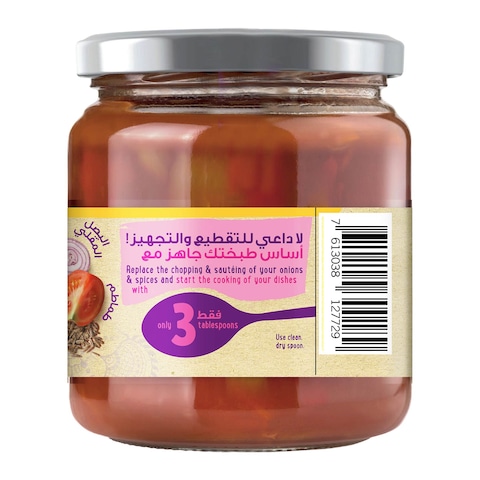 البصل
المقلي
طماطم
لا داعي للتقطيع والتجهيز!
أساس طبختك جاهز مع
Replace the chopping & sautéing of your onions
& spices and start the cooking of your dishes
with
فقط
only 3 tablespoons
Use clean,
dry spoon.
7 613038 127729